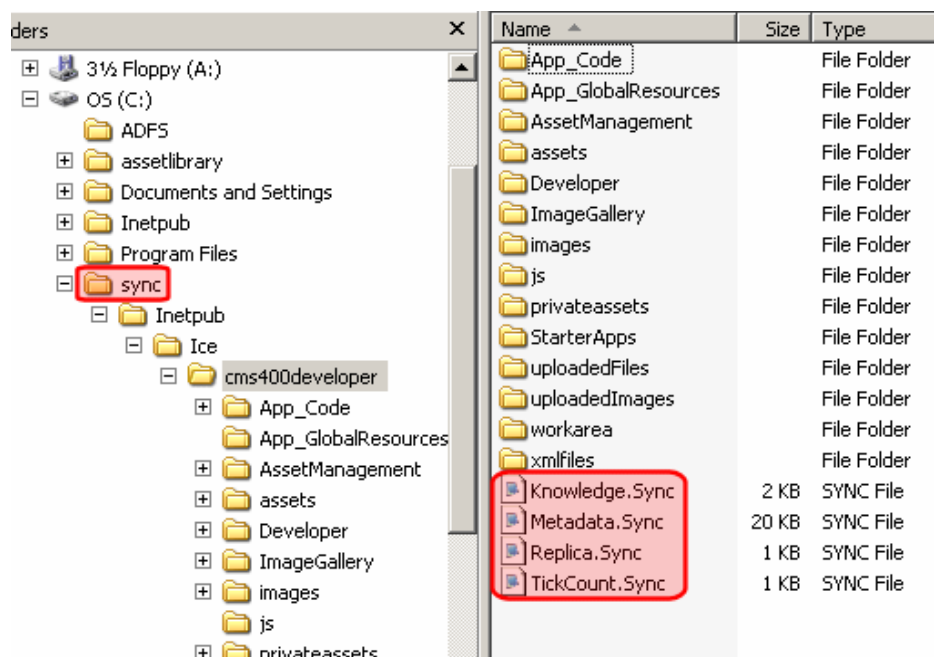 ders
3½ Floppy (A:)
OS (C:)
ADFS
assetlibrary
Documents and Settings
Inetpub
Program Files
sync
Inetpub
Ice
cms400developer
App_Code
App_GlobalResources
AssetManagement
assets
Developer
ImageGallery
images
js
privateassets
Name Size Type
App_Code File Folder
App_GlobalResources File Folder
AssetManagement File Folder
assets File Folder
Developer File Folder
ImageGallery File Folder
images File Folder
js File Folder
privateassets File Folder
StarterApps File Folder
uploadedFiles File Folder
uploadedImages File Folder
workarea File Folder
xmlfiles File Folder
Knowledge.Sync 2 KB SYNC File
Metadata.Sync 20 KB SYNC File
Replica.Sync 1 KB SYNC File
TickCount.Sync 1 KB SYNC File